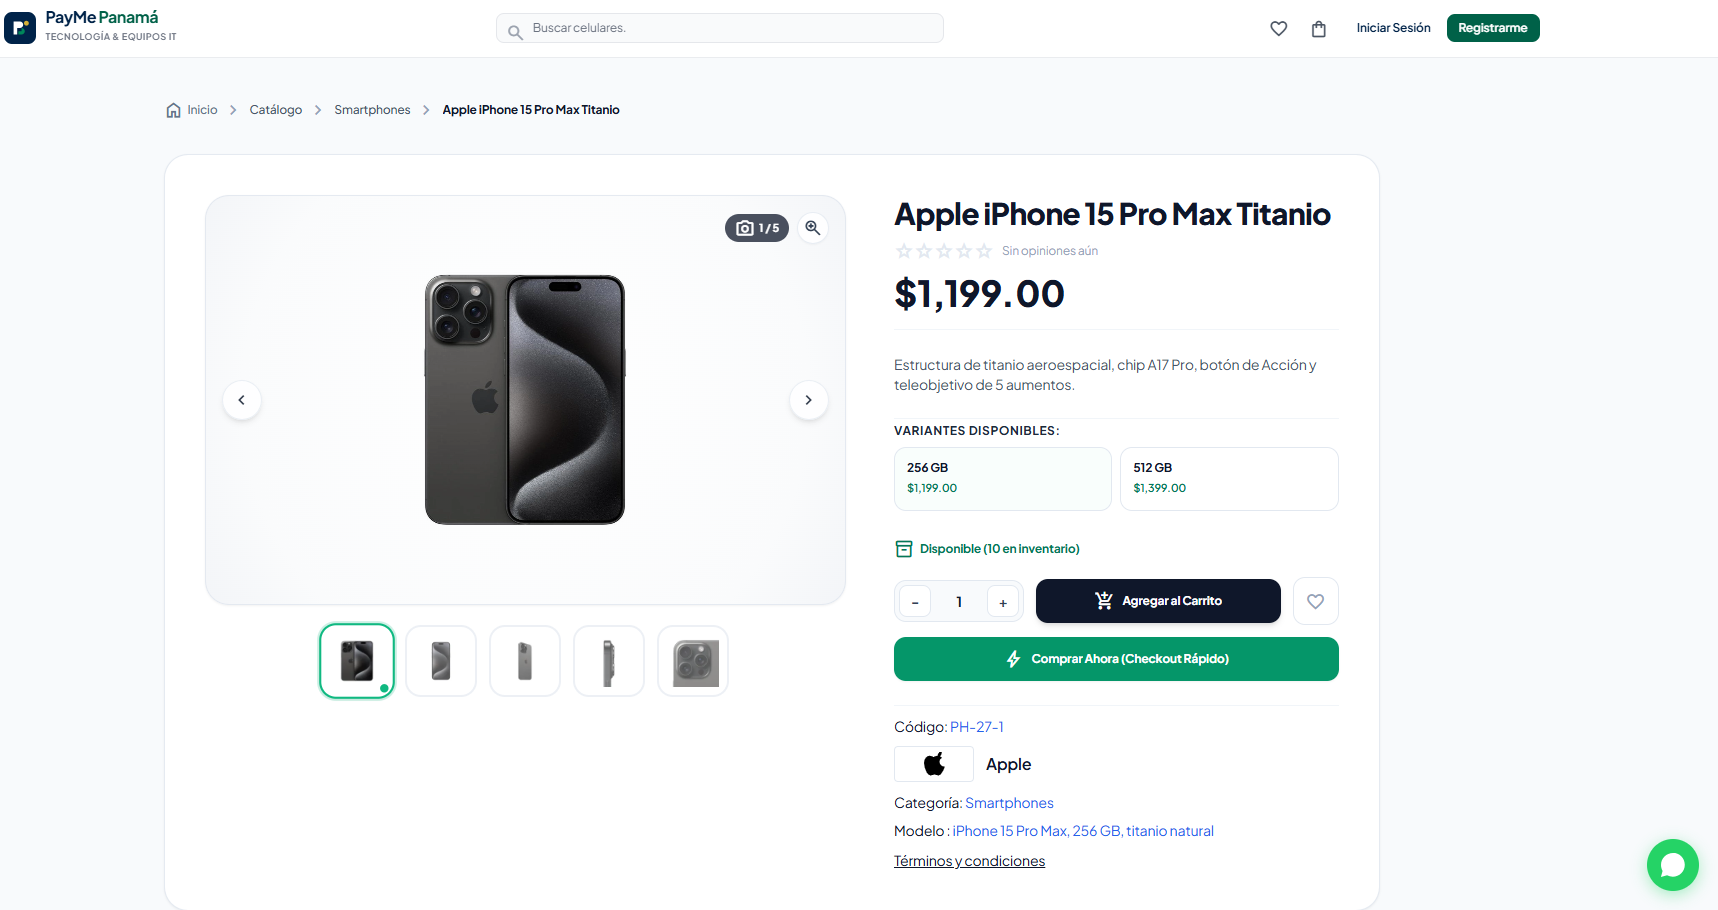 PayMe Panamá
TECNOLOGÍA & EQUIPOS IT
Buscar celulares.
Iniciar Sesión
Registrarme
Inicio
Catálogo
Smartphones
Apple iPhone 15 Pro Max Titanio
1 / 5
Apple iPhone 15 Pro Max Titanio
Sin opiniones aún
$1,199.00
Estructura de titanio aeroespacial, chip A17 Pro, botón de Acción y
teleobjetivo de 5 aumentos.
VARIANTES DISPONIBLES:
256 GB
$1,199.00
512 GB
$1,399.00
Disponible (10 en inventario)
- 1 +
Agregar al Carrito
Comprar Ahora (Checkout Rápido)
Código: PH-27-1
Apple
Categoría: Smartphones
Modelo : iPhone 15 Pro Max, 256 GB, titanio natural
Términos y condiciones